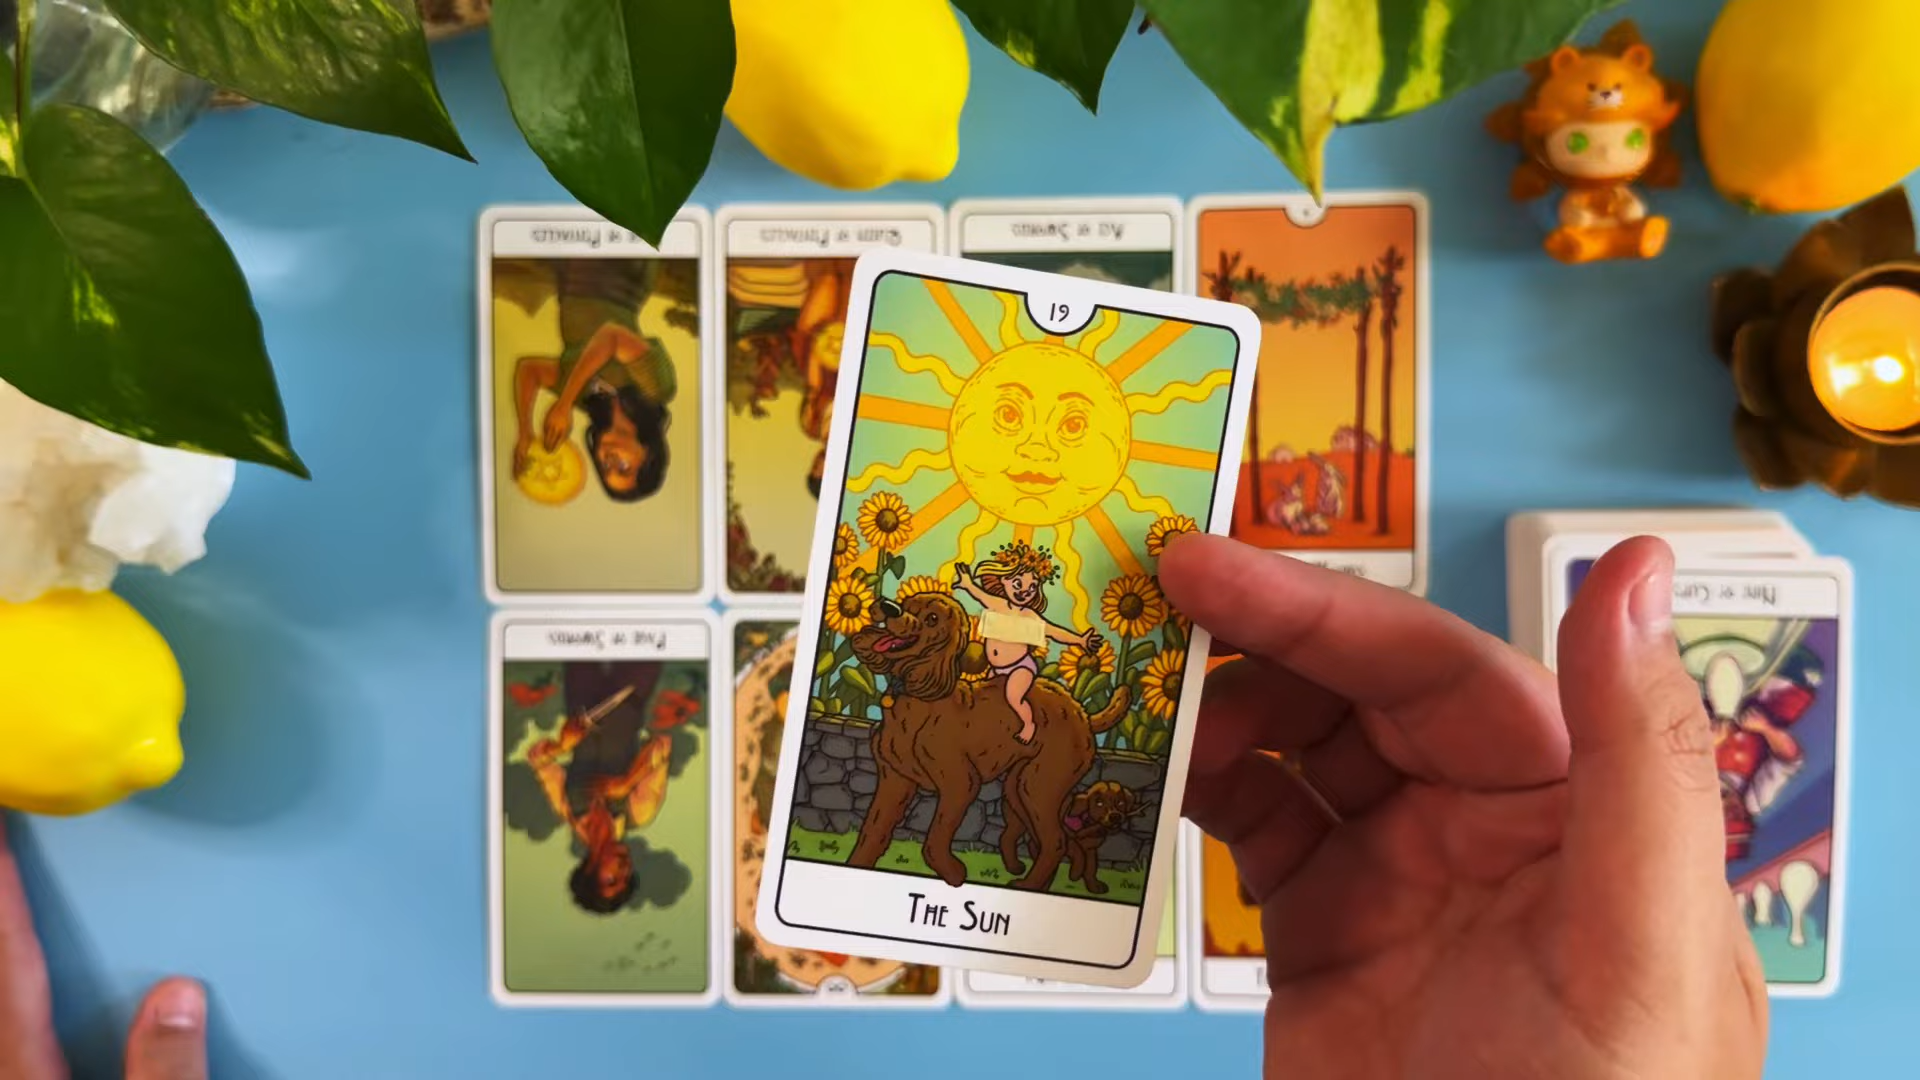 Queen of Pentacles
Ace of Swords
19
Page of Swords
Nine of Cups
The Sun